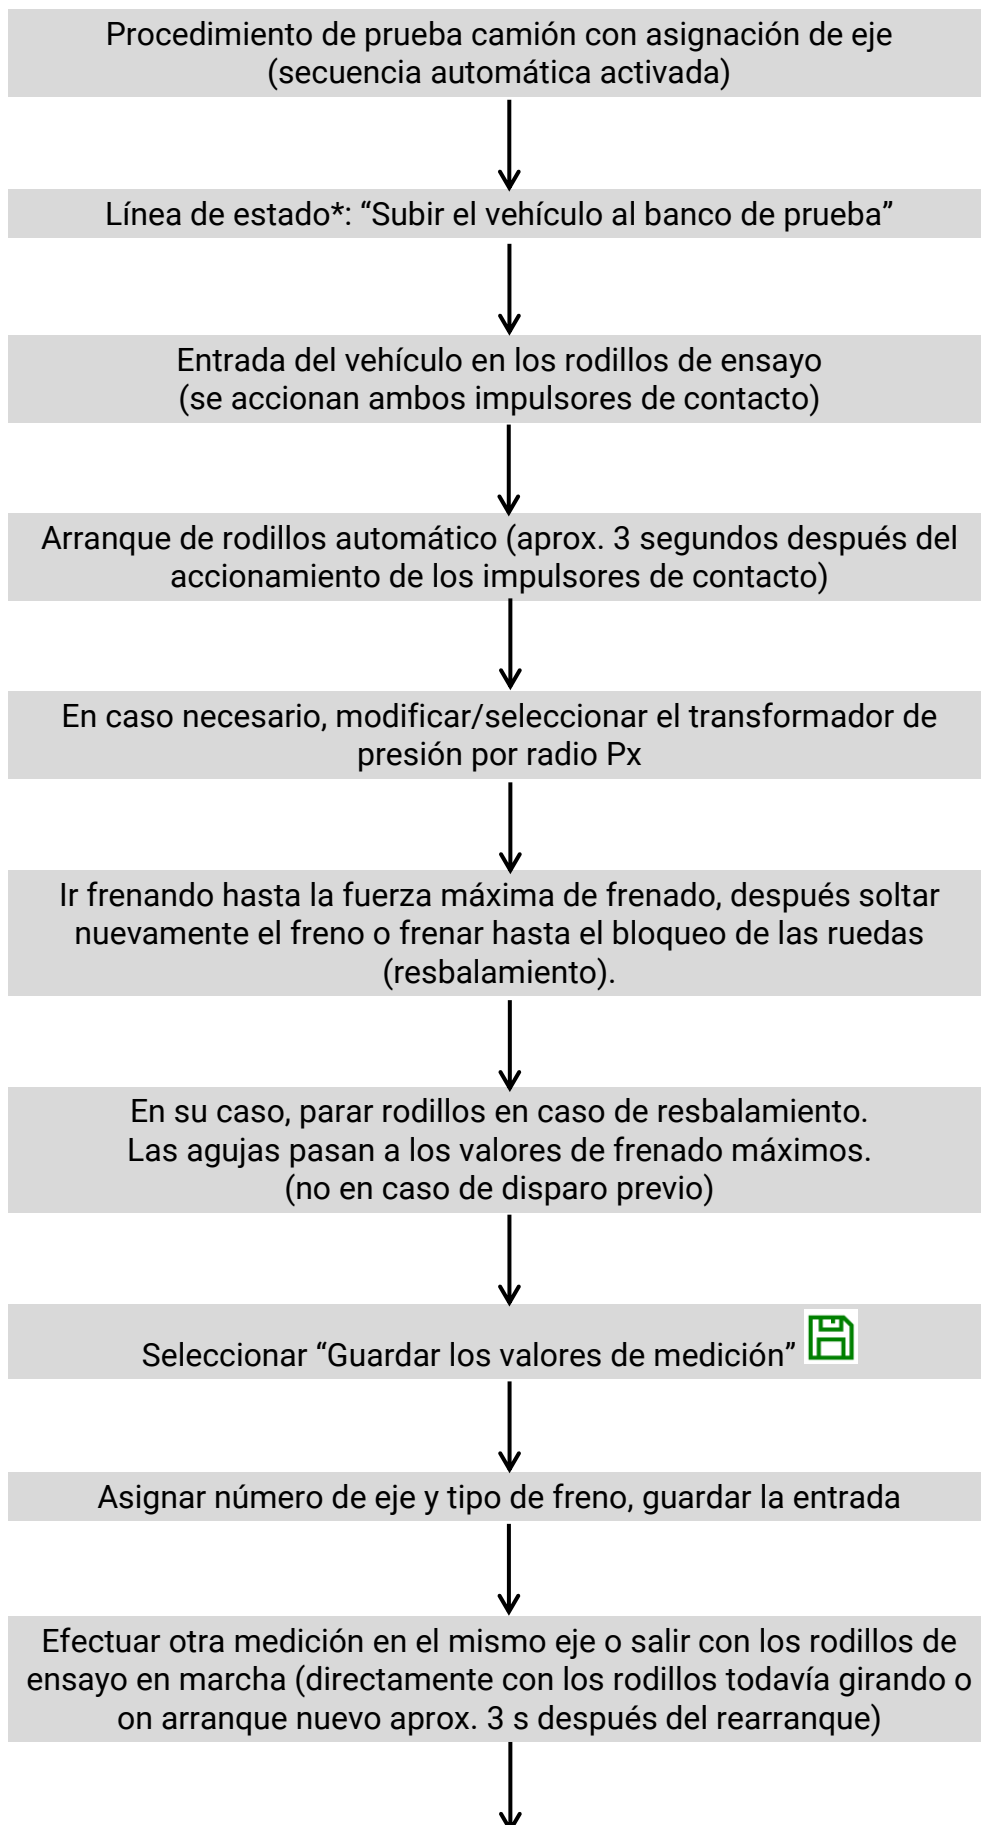 Procedimiento de prueba camión con asignación de eje
(secuencia automática activada)
Línea de estado*: “Subir el vehículo al banco de prueba”
Entrada del vehículo en los rodillos de ensayo
(se accionan ambos impulsores de contacto)
Arranque de rodillos automático (aprox. 3 segundos después del
accionamiento de los impulsores de contacto)
En caso necesario, modificar/seleccionar el transformador de
presión por radio Px
Ir frenando hasta la fuerza máxima de frenado, después soltar
nuevamente el freno o frenar hasta el bloqueo de las ruedas
(resbalamiento).
En su caso, parar rodillos en caso de resbalamiento.
Las agujas pasan a los valores de frenado máximos.
(no en caso de disparo previo)
Seleccionar “Guardar los valores de medición”
Asignar número de eje y tipo de freno, guardar la entrada
Efectuar otra medición en el mismo eje o salir con los rodillos de
ensayo en marcha (directamente con los rodillos todavía girando o
on arranque nuevo aprox. 3 s después del rearranque)